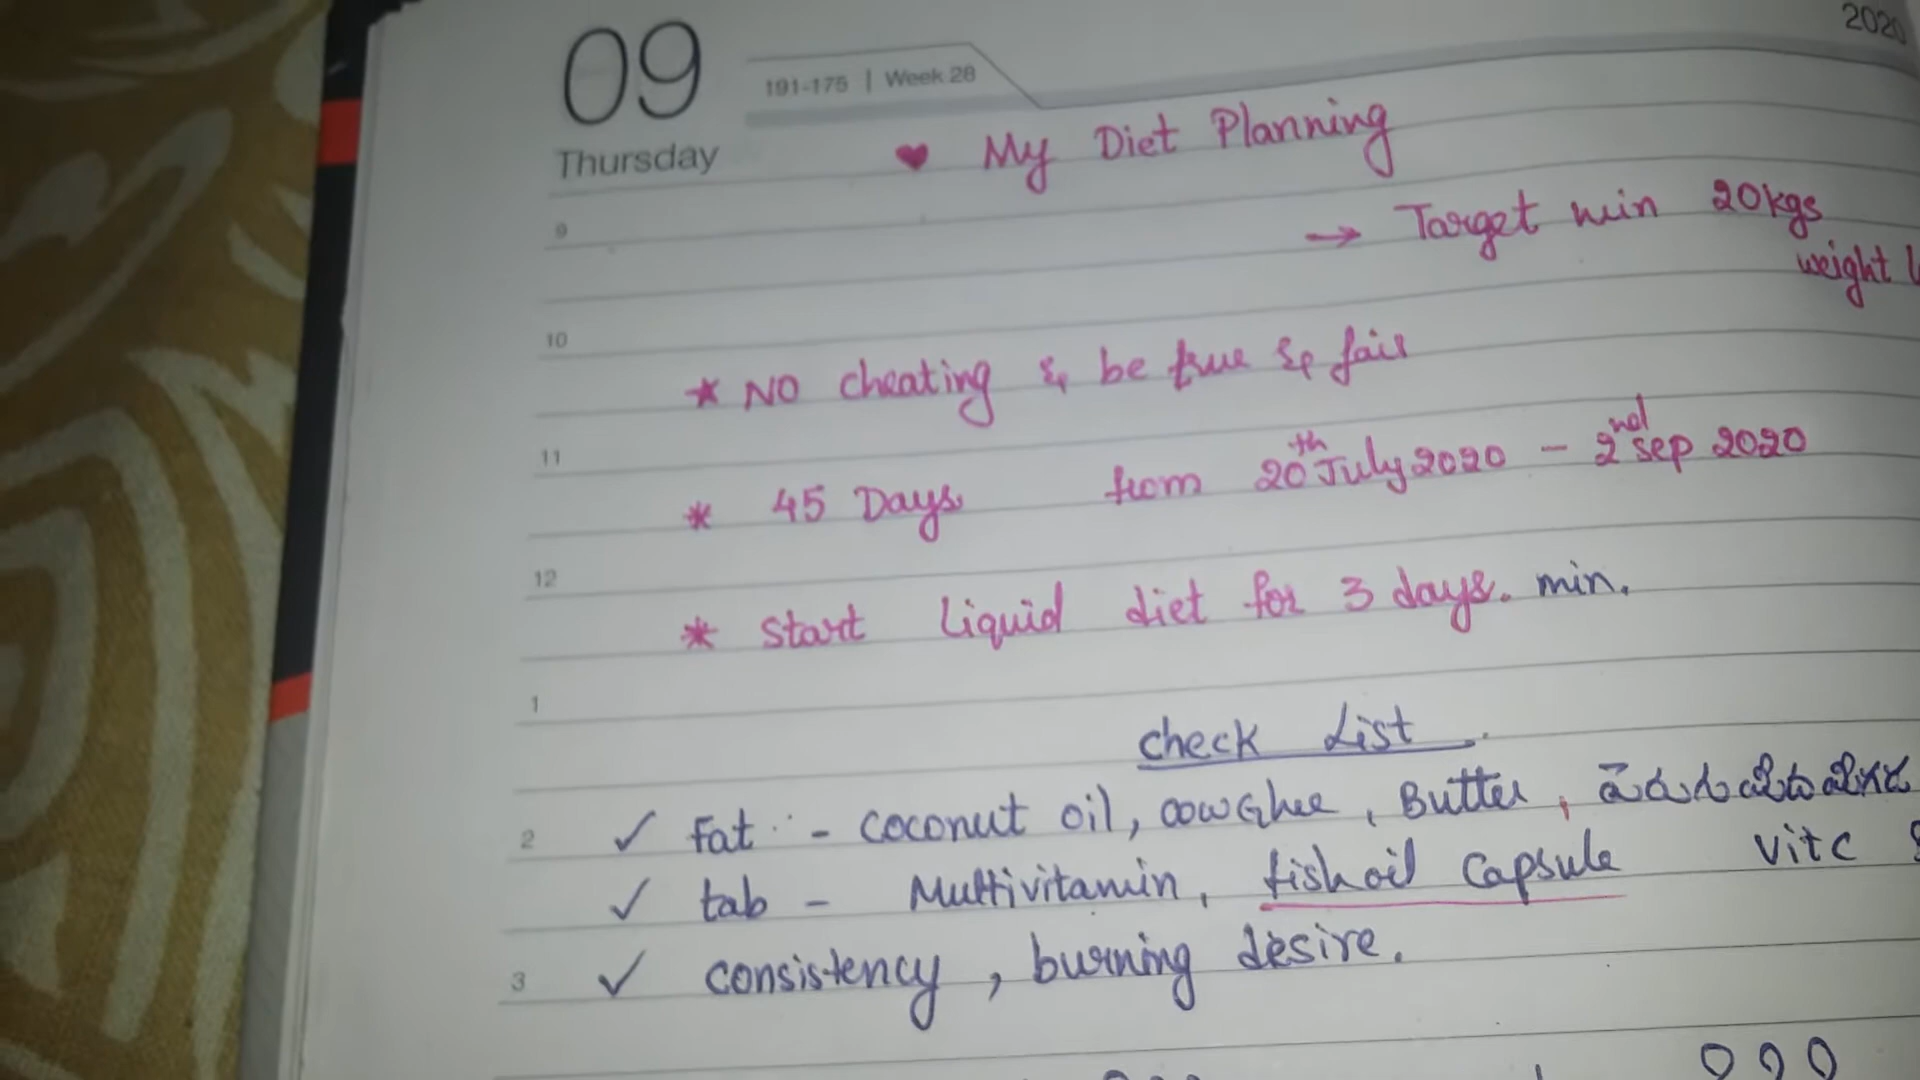 2020
09
191-175 | Week 28
Thursday
♥ My Diet Planning
→ Target min 20kgs
weight
9
10
* NO cheating & be true & fair
11
* 45 Days from 20th July 2020 - 2nd Sep 2020
12
* Start Liquid diet for 3 days. min.
1
Check List.
2
✓ Fat :- coconut oil, cowGhee, Butter,
✓ tab - Multivitamin, fishoil Capsule Vitc
3
✓ consistency, burning desire.